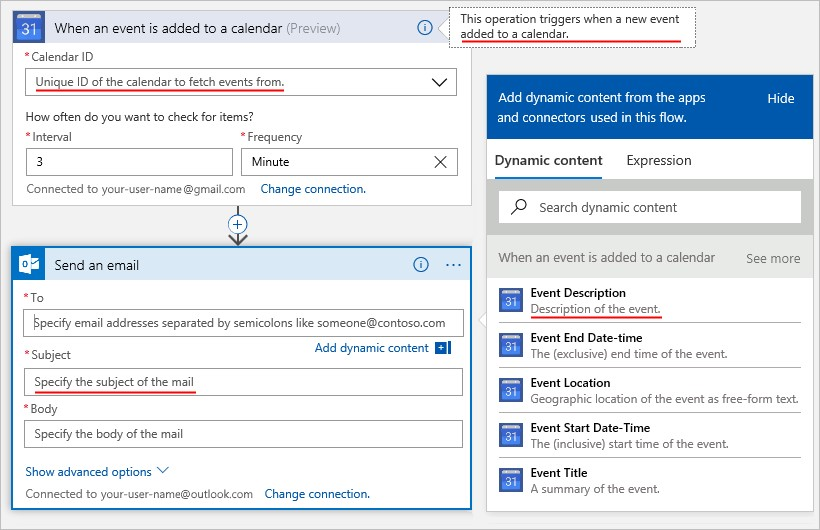 31 When an event is added to a calendar (Preview)
This operation triggers when a new event
added to a calendar.
* Calendar ID
Unique ID of the calendar to fetch events from.
How often do you want to check for items?
* Interval * Frequency
3 Minute
Connected to your-user-name@gmail.com Change connection.
Send an email
* To
Specify email addresses separated by semicolons like someone@contoso.com
Add dynamic content
* Subject
Specify the subject of the mail
* Body
Specify the body of the mail
Show advanced options
Connected to your-user-name@outlook.com Change connection.
Add dynamic content from the apps
and connectors used in this flow.
Hide
Dynamic content Expression
Search dynamic content
When an event is added to a calendar See more
31 Event Description
Description of the event.
31 Event End Date-time
The (exclusive) end time of the event.
31 Event Location
Geographic location of the event as free-form text.
31 Event Start Date-Time
The (inclusive) start time of the event.
31 Event Title
A summary of the event.